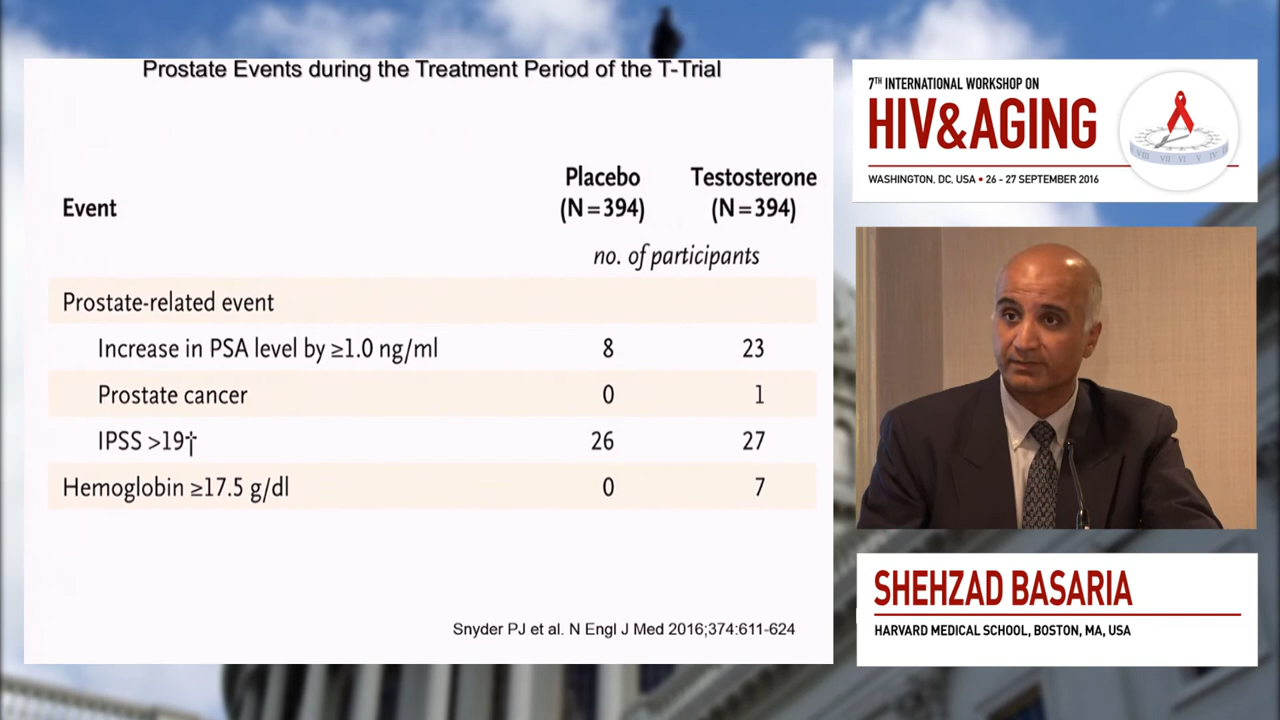 Prostate Events during the Treatment Period of the T-Trial
Event
Placebo
(N=394)
Testosterone
(N=394)
no. of participants
Prostate-related event
Increase in PSA level by ≥1.0 ng/ml 8 23
Prostate cancer 0 1
IPSS >19† 26 27
Hemoglobin ≥17.5 g/dl 0 7
Snyder PJ et al. N Engl J Med 2016;374:611-624
7TH INTERNATIONAL WORKSHOP ON
HIV&AGING
WASHINGTON, DC, USA • 26 - 27 SEPTEMBER 2016
VIII VII VI V IV
SHEHZAD BASARIA
HARVARD MEDICAL SCHOOL, BOSTON, MA, USA